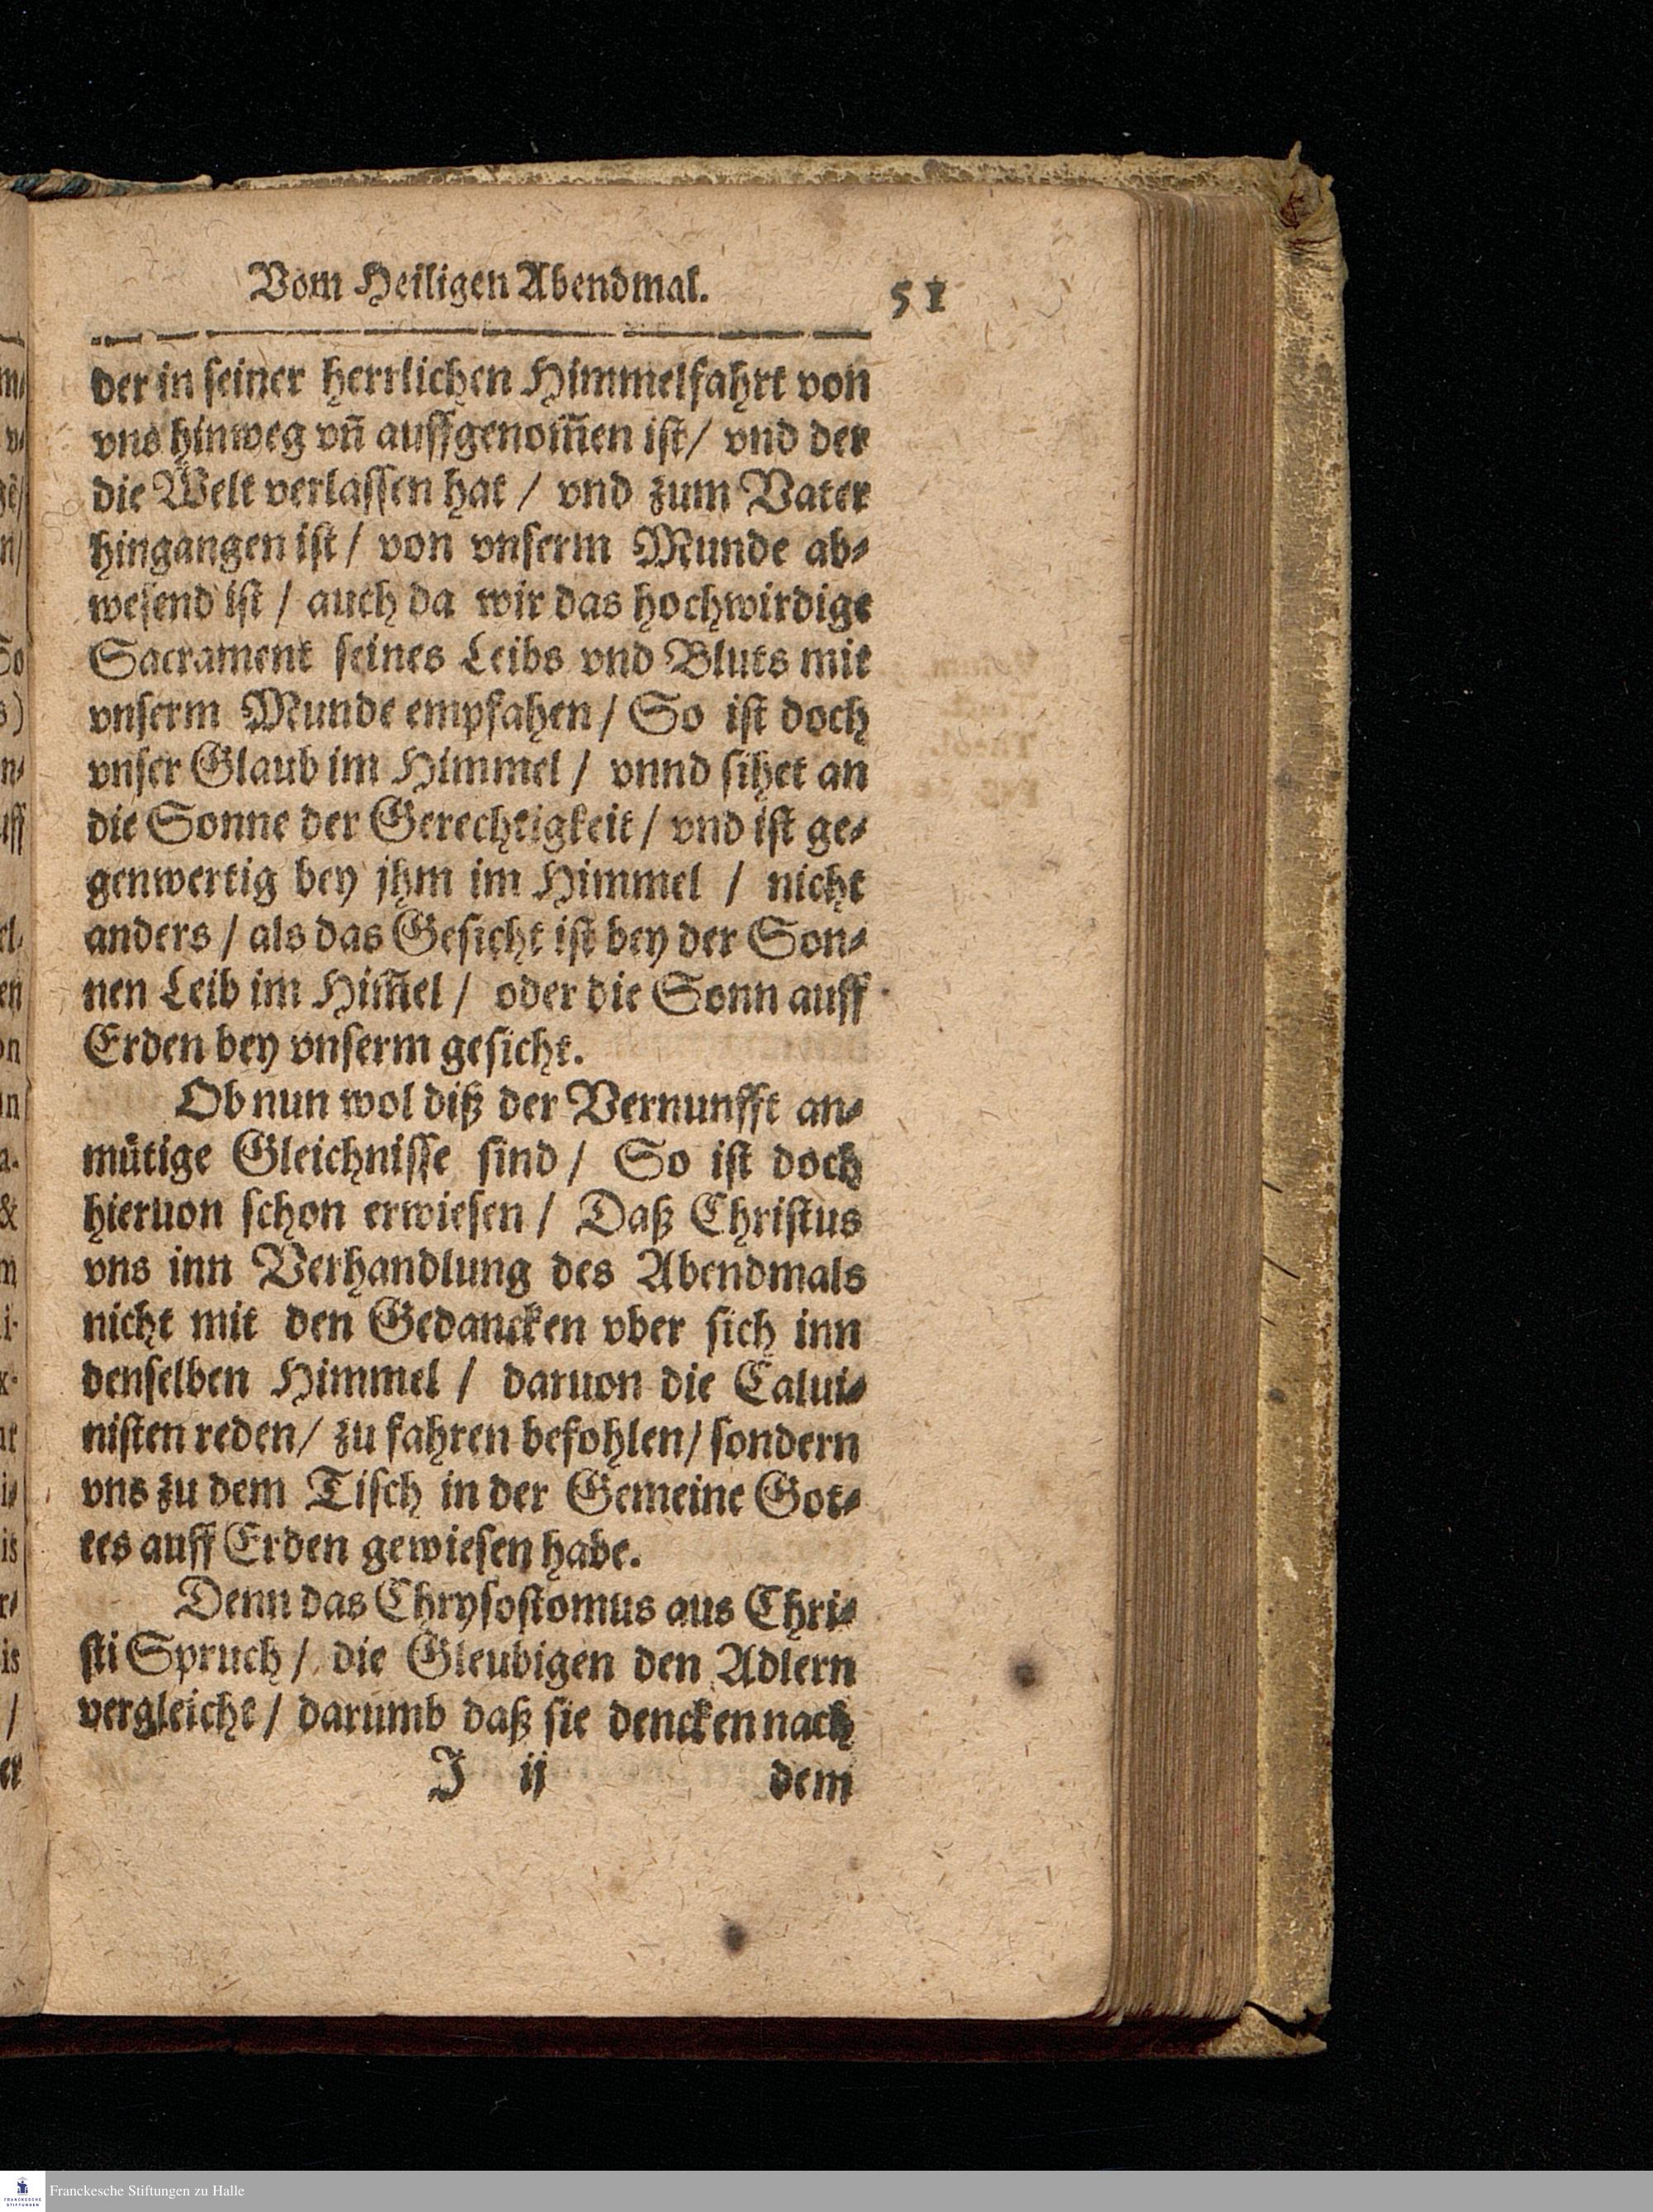 Vom Heiligen Abendmal. 51
der in seiner herrlichen Himmelfahrt von
vns hinweg vn̄ auffgenom̄en ist/ vnd der
die Welt verlassen hat / vnd zum Vater
hingangen ist / von vnserm Munde ab⸗
wesend ist / auch da wir das hochwirdige
Sacrament seines Leibs vnd Bluts mit
vnserm Munde empfahen / So ist doch
vnser Glaub im Himmel / vnnd sihet an
die Sonne der Gerechtigkeit / vnd ist ge⸗
genwertig bey jhm im Himmel / nicht
anders / als das Gesicht ist bey der Son⸗
nen Leib im Him̄el / oder die Sonn auff
Erden bey vnserm gesicht.
Ob nun wol diß der Vernunfft an⸗
mütige Gleichnisse sind / So ist doch
hieruon schon erwiesen / Daß Christus
vns inn Verhandlung des Abendmals
nicht mit den Gedancken vber sich inn
denselben Himmel / daruon die Calui⸗
nisten reden/ zu fahren befohlen/ sondern
vns zu dem Tisch in der Gemeine Got⸗
tes auff Erden gewiesen habe.
Denn das Chrysostomus aus Chri⸗
sti Spruch / die Gleubigen den Adlern
vergleicht / darumb daß sie dencken nach
J ij dem
Franckesche Stiftungen zu Halle